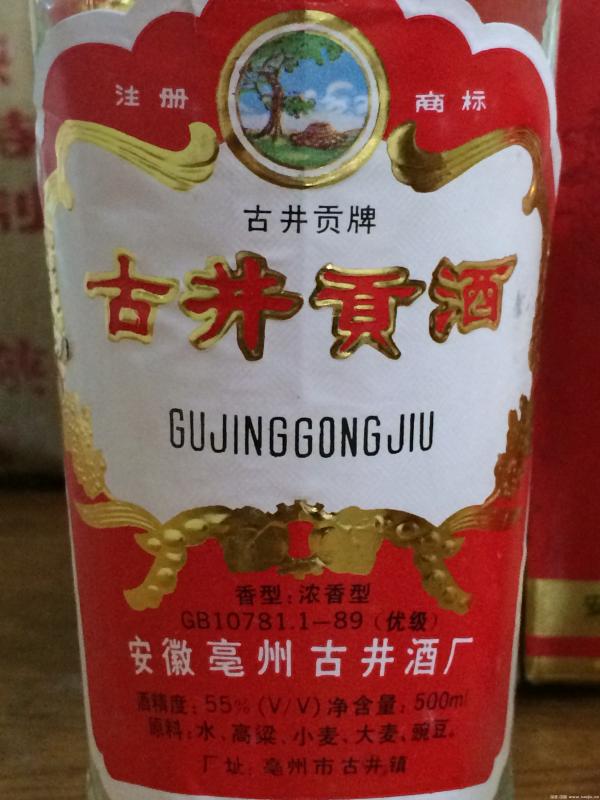 注册 商标
古井贡牌
古井貢酒
GUJINGGONGJIU
香型:浓香型
GB10781.1-89(优级)
安徽亳州古井酒厂
酒精度:55%(V/V)净含量:500ml
原料:水、高粱、小麦、大麦、豌豆。
厂址:亳州市古井镇